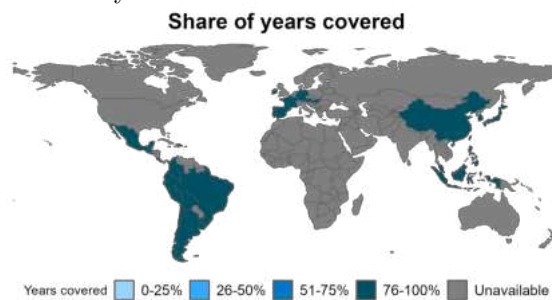 Share of years covered
Years covered 0-25% 26-50% 51-75% 76-100% Unavailable